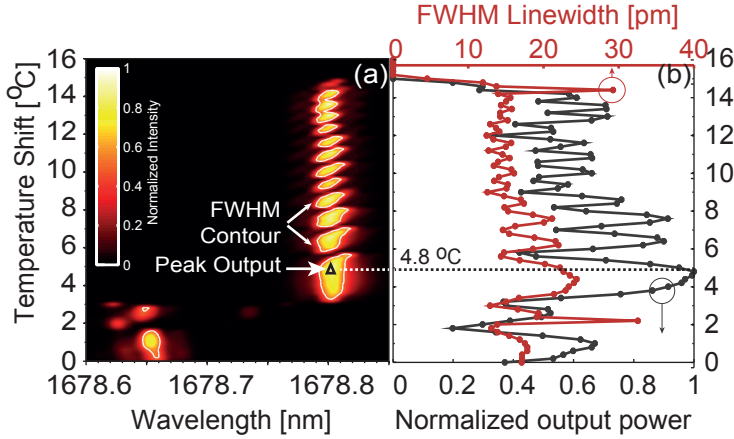 FWHM Linewidth [pm]
0 10 20 30 40
16 (a) (b) 16
14 14
12 12
10 10
8 8
6 6
4 4
2 2
0 0
Temperature Shift [ºC]
1
0.8
0.6
0.4
0.2
0
Normalized Intensity
FWHM
Contour
Peak Output
4.8 ºC
1678.6 1678.7 1678.8
0 0.2 0.4 0.6 0.8 1
Wavelength [nm]
Normalized output power